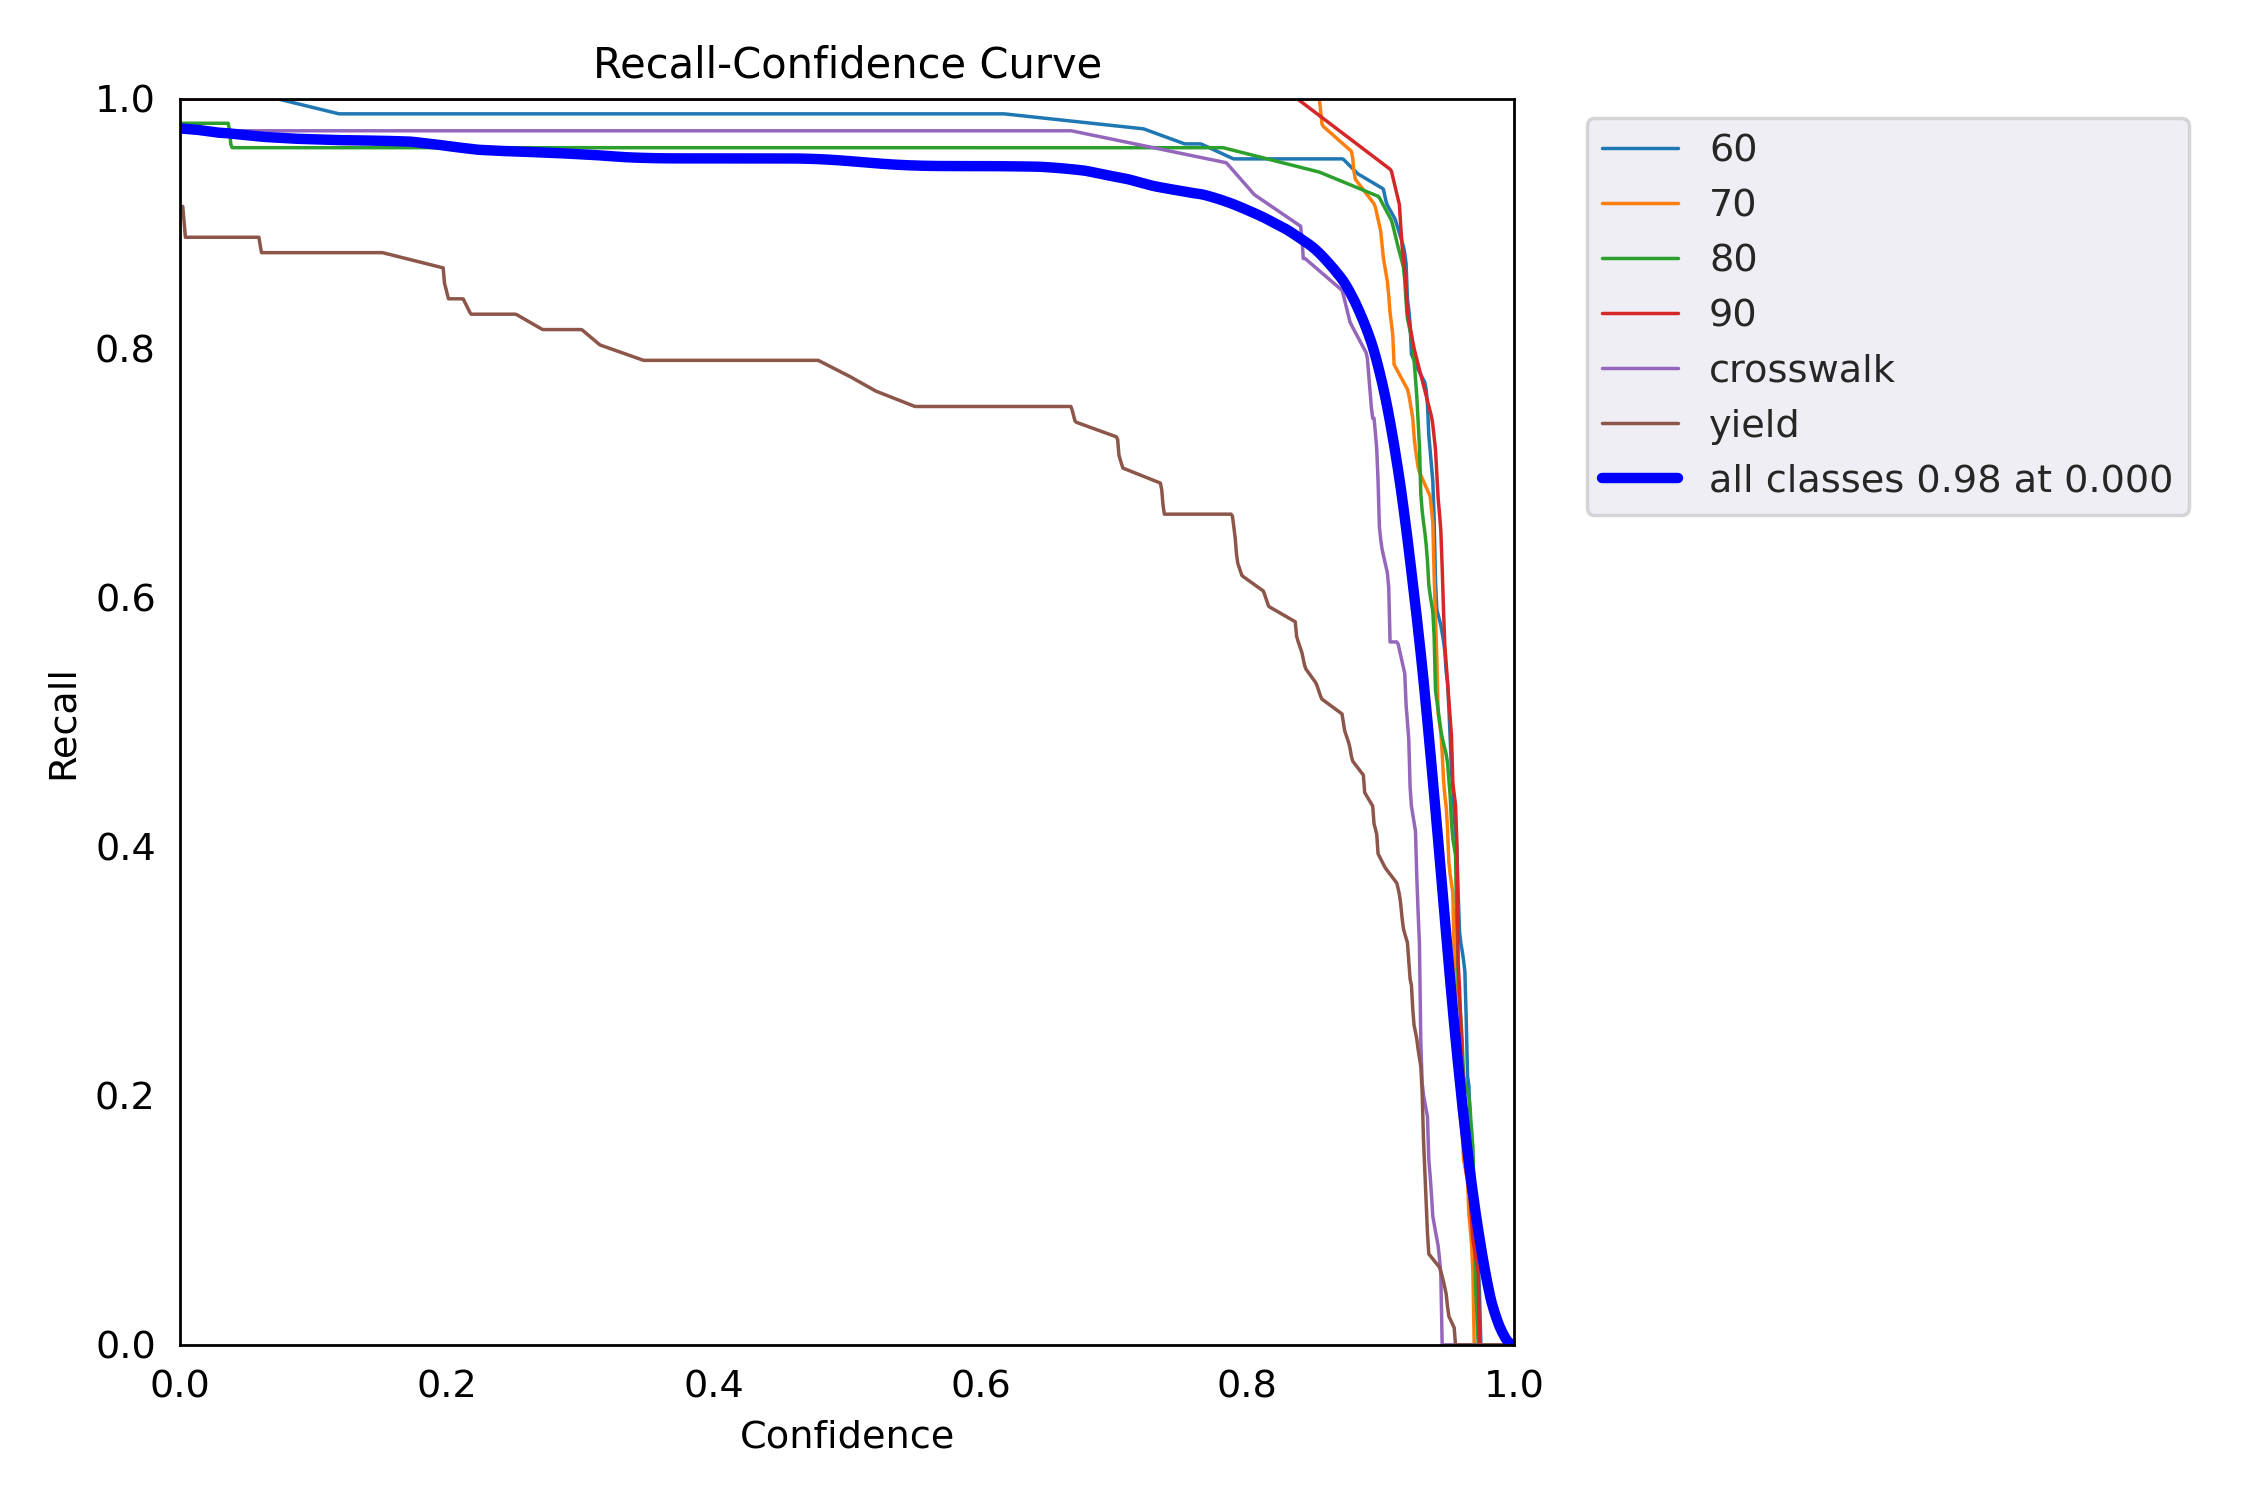 Recall-Confidence Curve
1.0
0.8
0.6
0.4
0.2
0.0
Recall
0.0 0.2 0.4 0.6 0.8 1.0
Confidence
60
70
80
90
crosswalk
yield
all classes 0.98 at 0.000